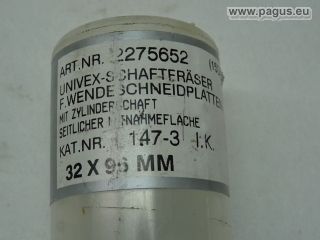 www.pagus.eu
ART.NR. 2275652
UNIVEX-SCHAFTFRÄSER
F. WENDESCHNEIDPLATTEN
MIT ZYLINDERSCHAFT
SEITLICHER MITNAHMEFLÄCHE
KAT.NR. 147-3 I.K.
32 X 96 MM